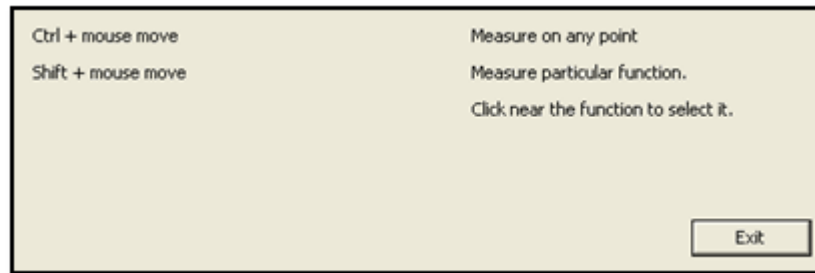 Ctrl + mouse move Measure on any point
Shift + mouse move Measure particular function.
Click near the function to select it.
Exit